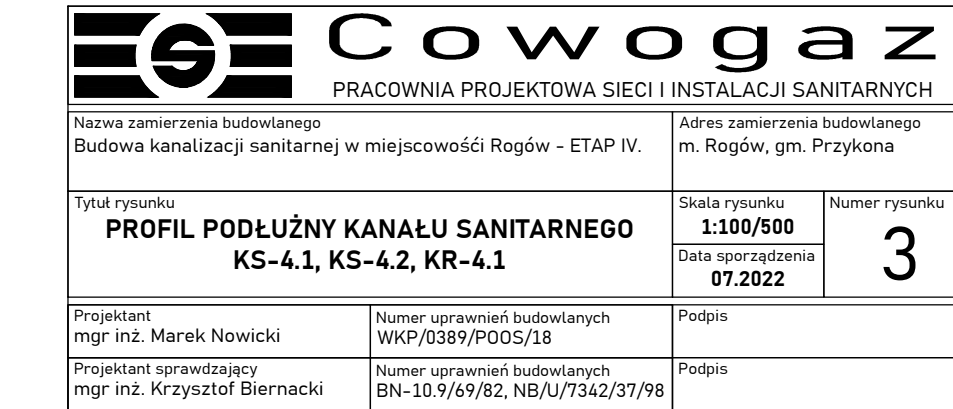 Cowogaz
PRACOWNIA PROJEKTOWA SIECI I INSTALACJI SANITARNYCH
Nazwa zamierzenia budowlanego
Budowa kanalizacji sanitarnej w miejscowośći Rogów - ETAP IV.
Adres zamierzenia budowlanego
m. Rogów, gm. Przykona
Tytuł rysunku
PROFIL PODŁUŻNY KANAŁU SANITARNEGO
KS-4.1, KS-4.2, KR-4.1
Skala rysunku
1:100/500
Data sporządzenia
07.2022
Numer rysunku
3
Projektant
mgr inż. Marek Nowicki
Numer uprawnień budowlanych
WKP/0389/POOS/18
Podpis
Projektant sprawdzający
mgr inż. Krzysztof Biernacki
Numer uprawnień budowlanych
BN-10.9/69/82, NB/U/7342/37/98
Podpis